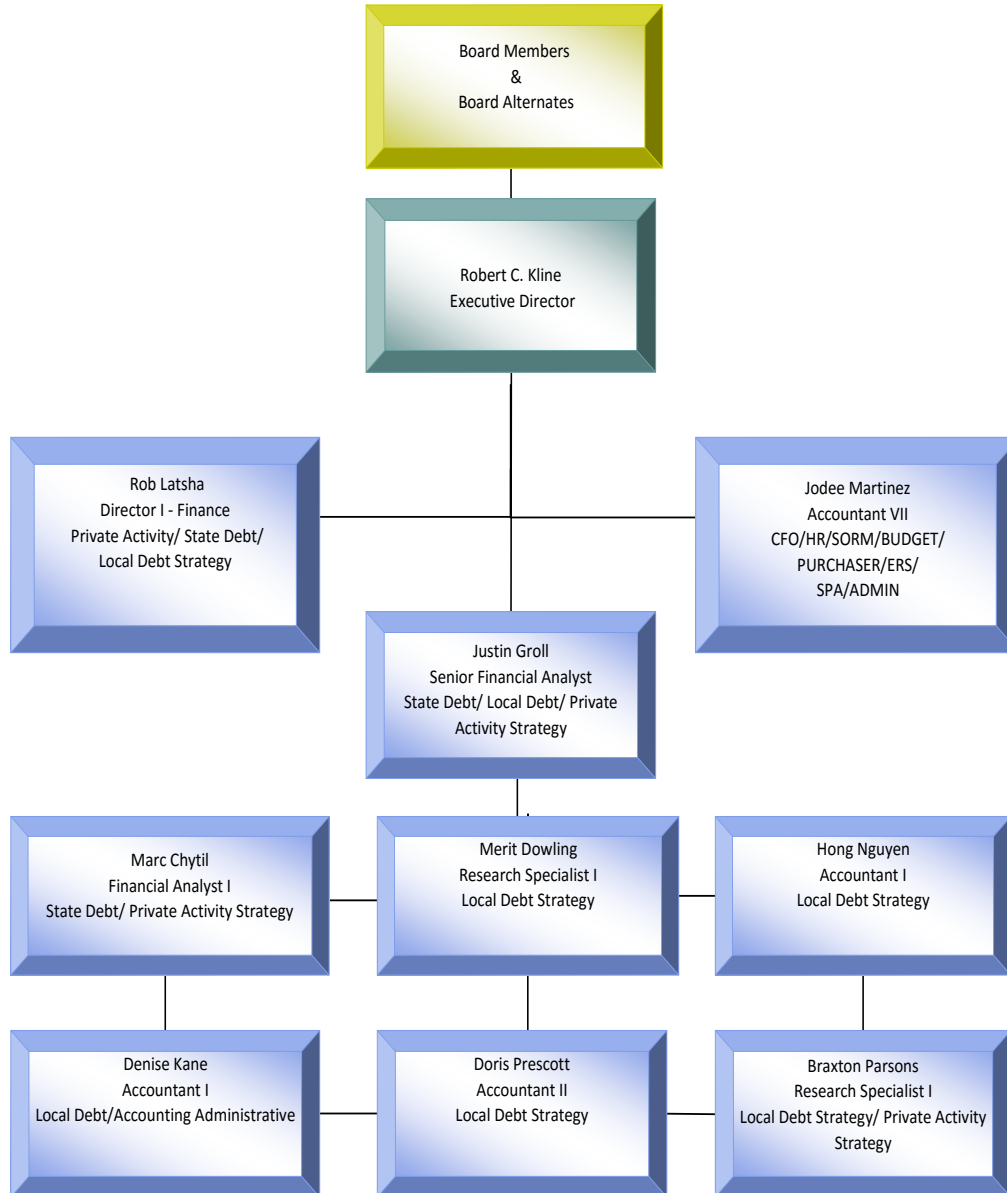 Board Members
&
Board Alternates
Robert C. Kline
Executive Director
Rob Latsha
Director I - Finance
Private Activity/ State Debt/
Local Debt Strategy
Jodee Martinez
Accountant VII
CFO/HR/SORM/BUDGET/
PURCHASER/ERS/
SPA/ADMIN
Justin Groll
Senior Financial Analyst
State Debt/ Local Debt/ Private
Activity Strategy
Marc Chytil
Financial Analyst I
State Debt/ Private Activity Strategy
Merit Dowling
Research Specialist I
Local Debt Strategy
Hong Nguyen
Accountant I
Local Debt Strategy
Denise Kane
Accountant I
Local Debt/Accounting Administrative
Doris Prescott
Accountant II
Local Debt Strategy
Braxton Parsons
Research Specialist I
Local Debt Strategy/ Private Activity
Strategy